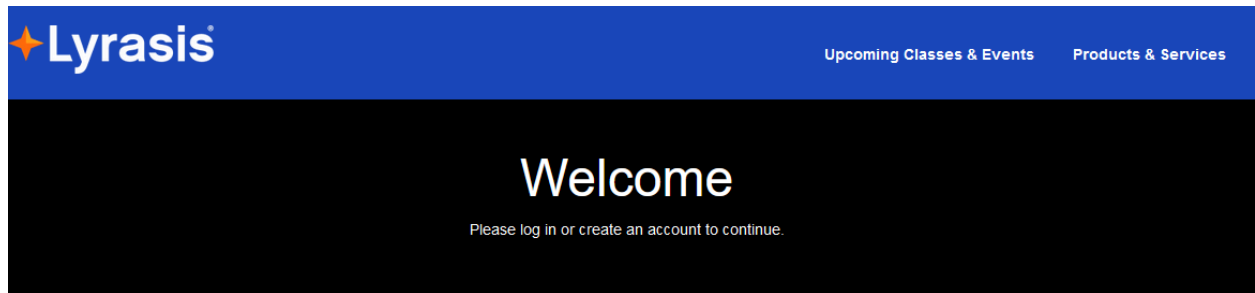 Lyrasis
Upcoming Classes & Events
Products & Services
Welcome
Please log in or create an account to continue.